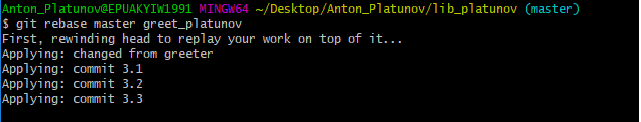 Anton_Platunov@EPUAKYIW1991 MINGW64 ~/Desktop/Anton_Platunov/lib_platunov (master)
$ git rebase master greet_platunov
First, rewinding head to replay your work on top of it...
Applying: changed from greeter
Applying: commit 3.1
Applying: commit 3.2
Applying: commit 3.3